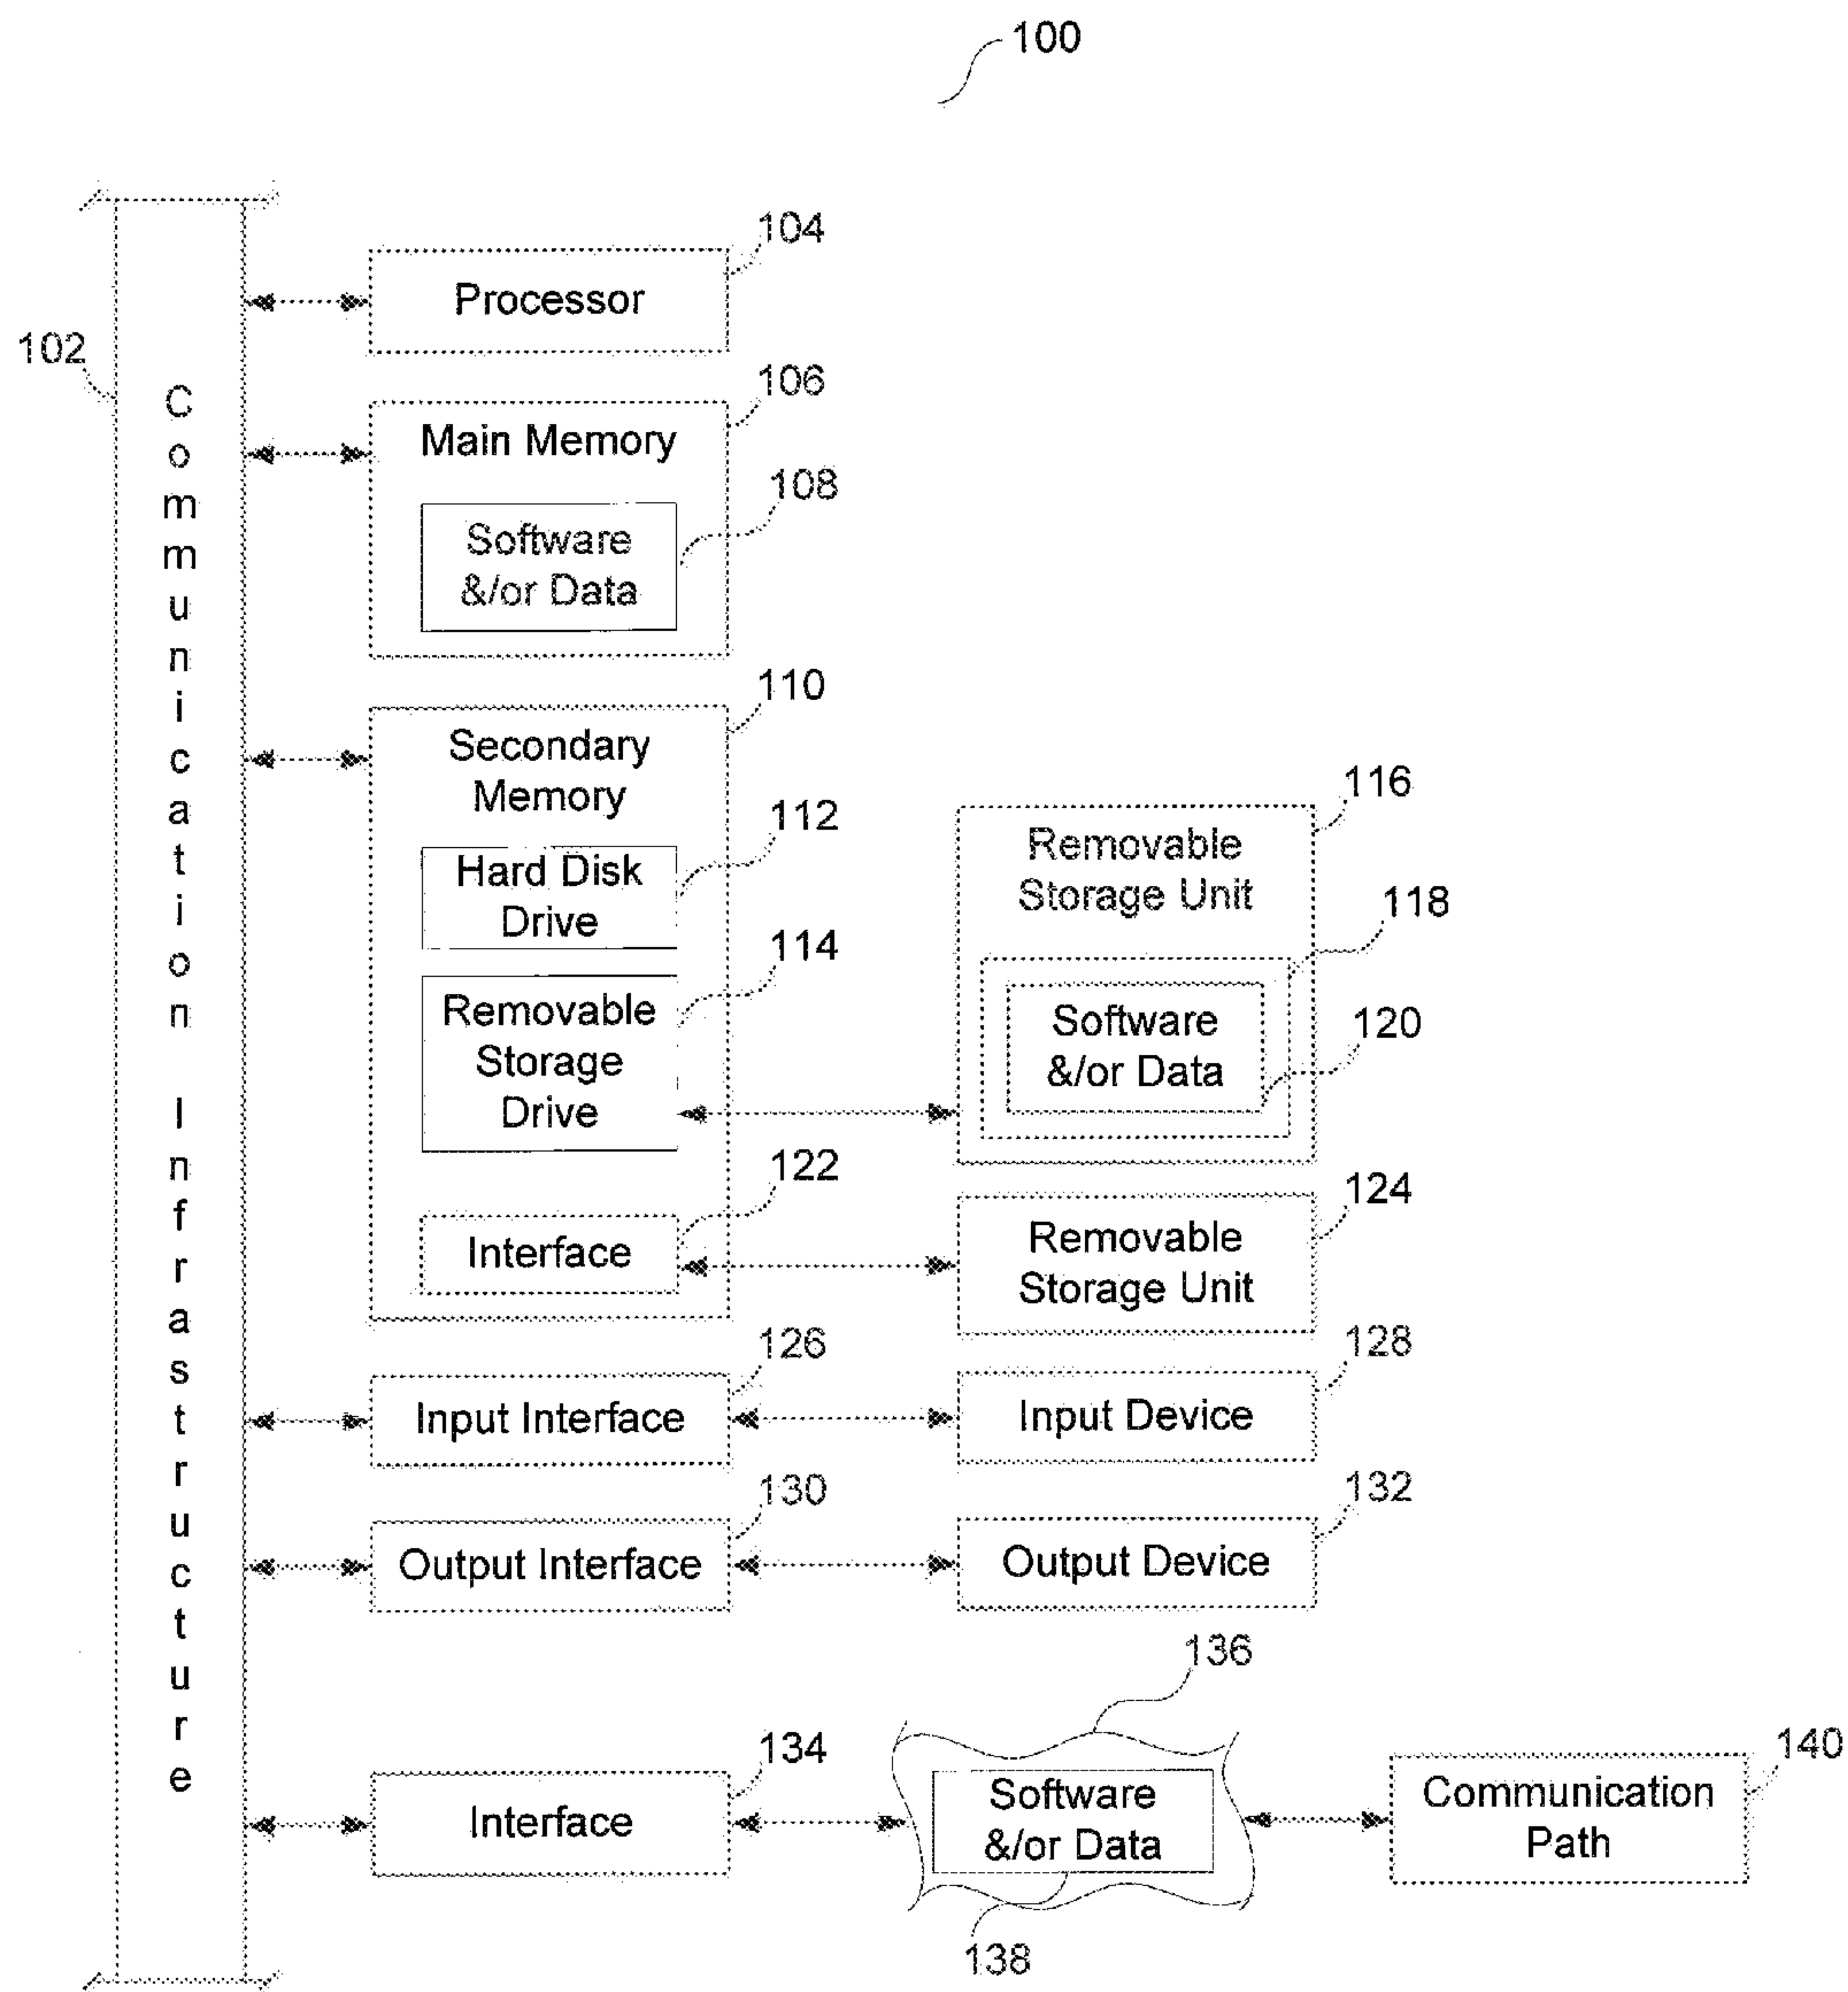 100
102
Communication Infrastructure
104
Processor
106
Main Memory
108
Software
&/or Data
110
Secondary
Memory
112
Hard Disk
Drive
114
Removable
Storage
Drive
116
Removable
Storage Unit
118
Software
&/or Data
120
122
Interface
124
Removable
Storage Unit
126
Input Interface
128
Input Device
130
Output Interface
132
Output Device
134
Interface
136
Software
&/or Data
138
140
Communication
Path